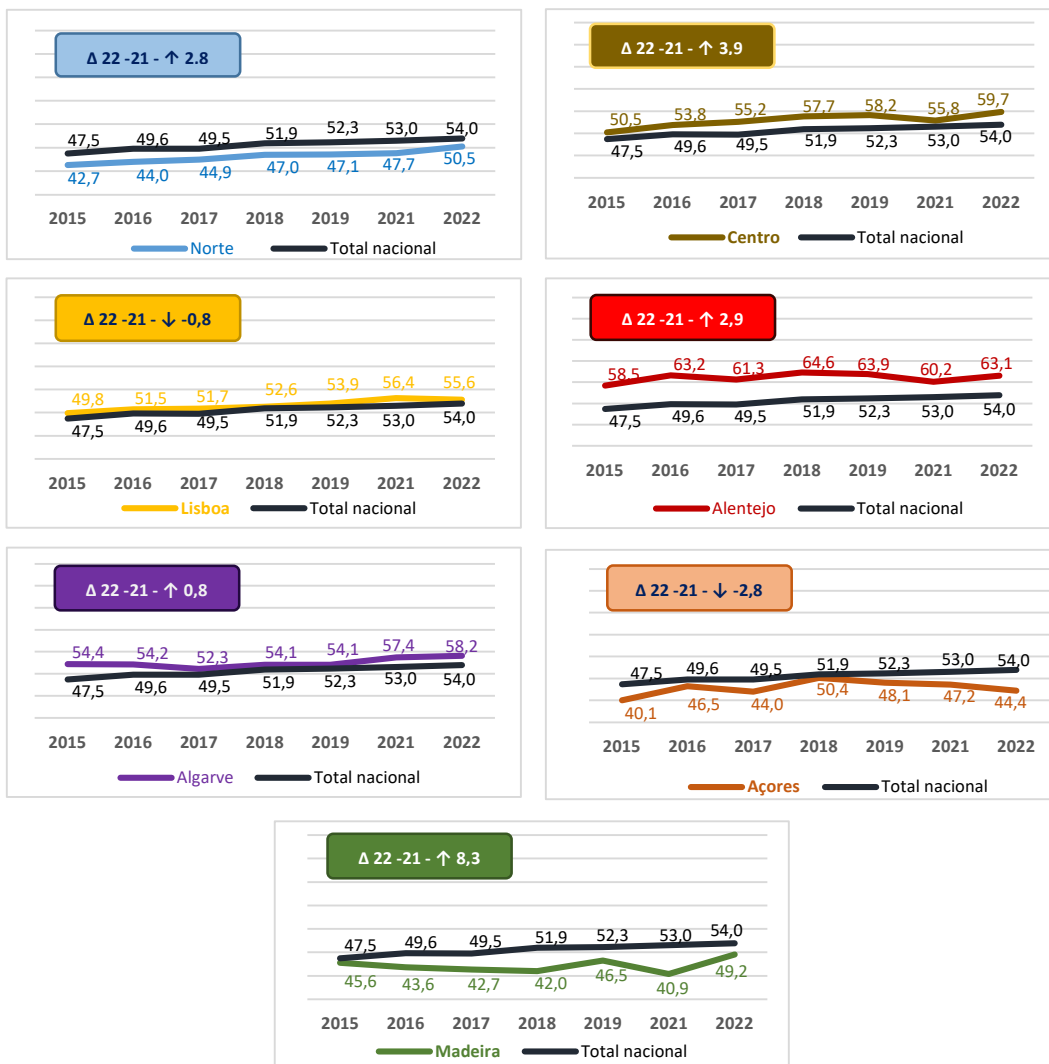 Δ 22 -21 - ↑ 2.8
47,5 49,6 49,5 51,9 52,3 53,0 54,0
42,7 44,0 44,9 47,0 47,1 47,7 50,5
2015 2016 2017 2018 2019 2021 2022
Norte Total nacional
Δ 22 -21 - ↑ 3,9
50,5 53,8 55,2 57,7 58,2 55,8 59,7
47,5 49,6 49,5 51,9 52,3 53,0 54,0
2015 2016 2017 2018 2019 2021 2022
Centro Total nacional
Δ 22 -21 - ↓ -0,8
49,8 51,5 51,7 52,6 53,9 56,4 55,6
47,5 49,6 49,5 51,9 52,3 53,0 54,0
2015 2016 2017 2018 2019 2021 2022
Lisboa Total nacional
Δ 22 -21 - ↑ 2,9
58,5 63,2 61,3 64,6 63,9 60,2 63,1
47,5 49,6 49,5 51,9 52,3 53,0 54,0
2015 2016 2017 2018 2019 2021 2022
Alentejo Total nacional
Δ 22 -21 - ↑ 0,8
54,4 54,2 52,3 54,1 54,1 57,4 58,2
47,5 49,6 49,5 51,9 52,3 53,0 54,0
2015 2016 2017 2018 2019 2021 2022
Algarve Total nacional
Δ 22 -21 - ↓ -2,8
47,5 49,6 49,5 51,9 52,3 53,0 54,0
40,1 46,5 44,0 50,4 48,1 47,2 44,4
2015 2016 2017 2018 2019 2021 2022
Açores Total nacional
Δ 22 -21 - ↑ 8,3
47,5 49,6 49,5 51,9 52,3 53,0 54,0
45,6 43,6 42,7 42,0 46,5 40,9 49,2
2015 2016 2017 2018 2019 2021 2022
Madeira Total nacional